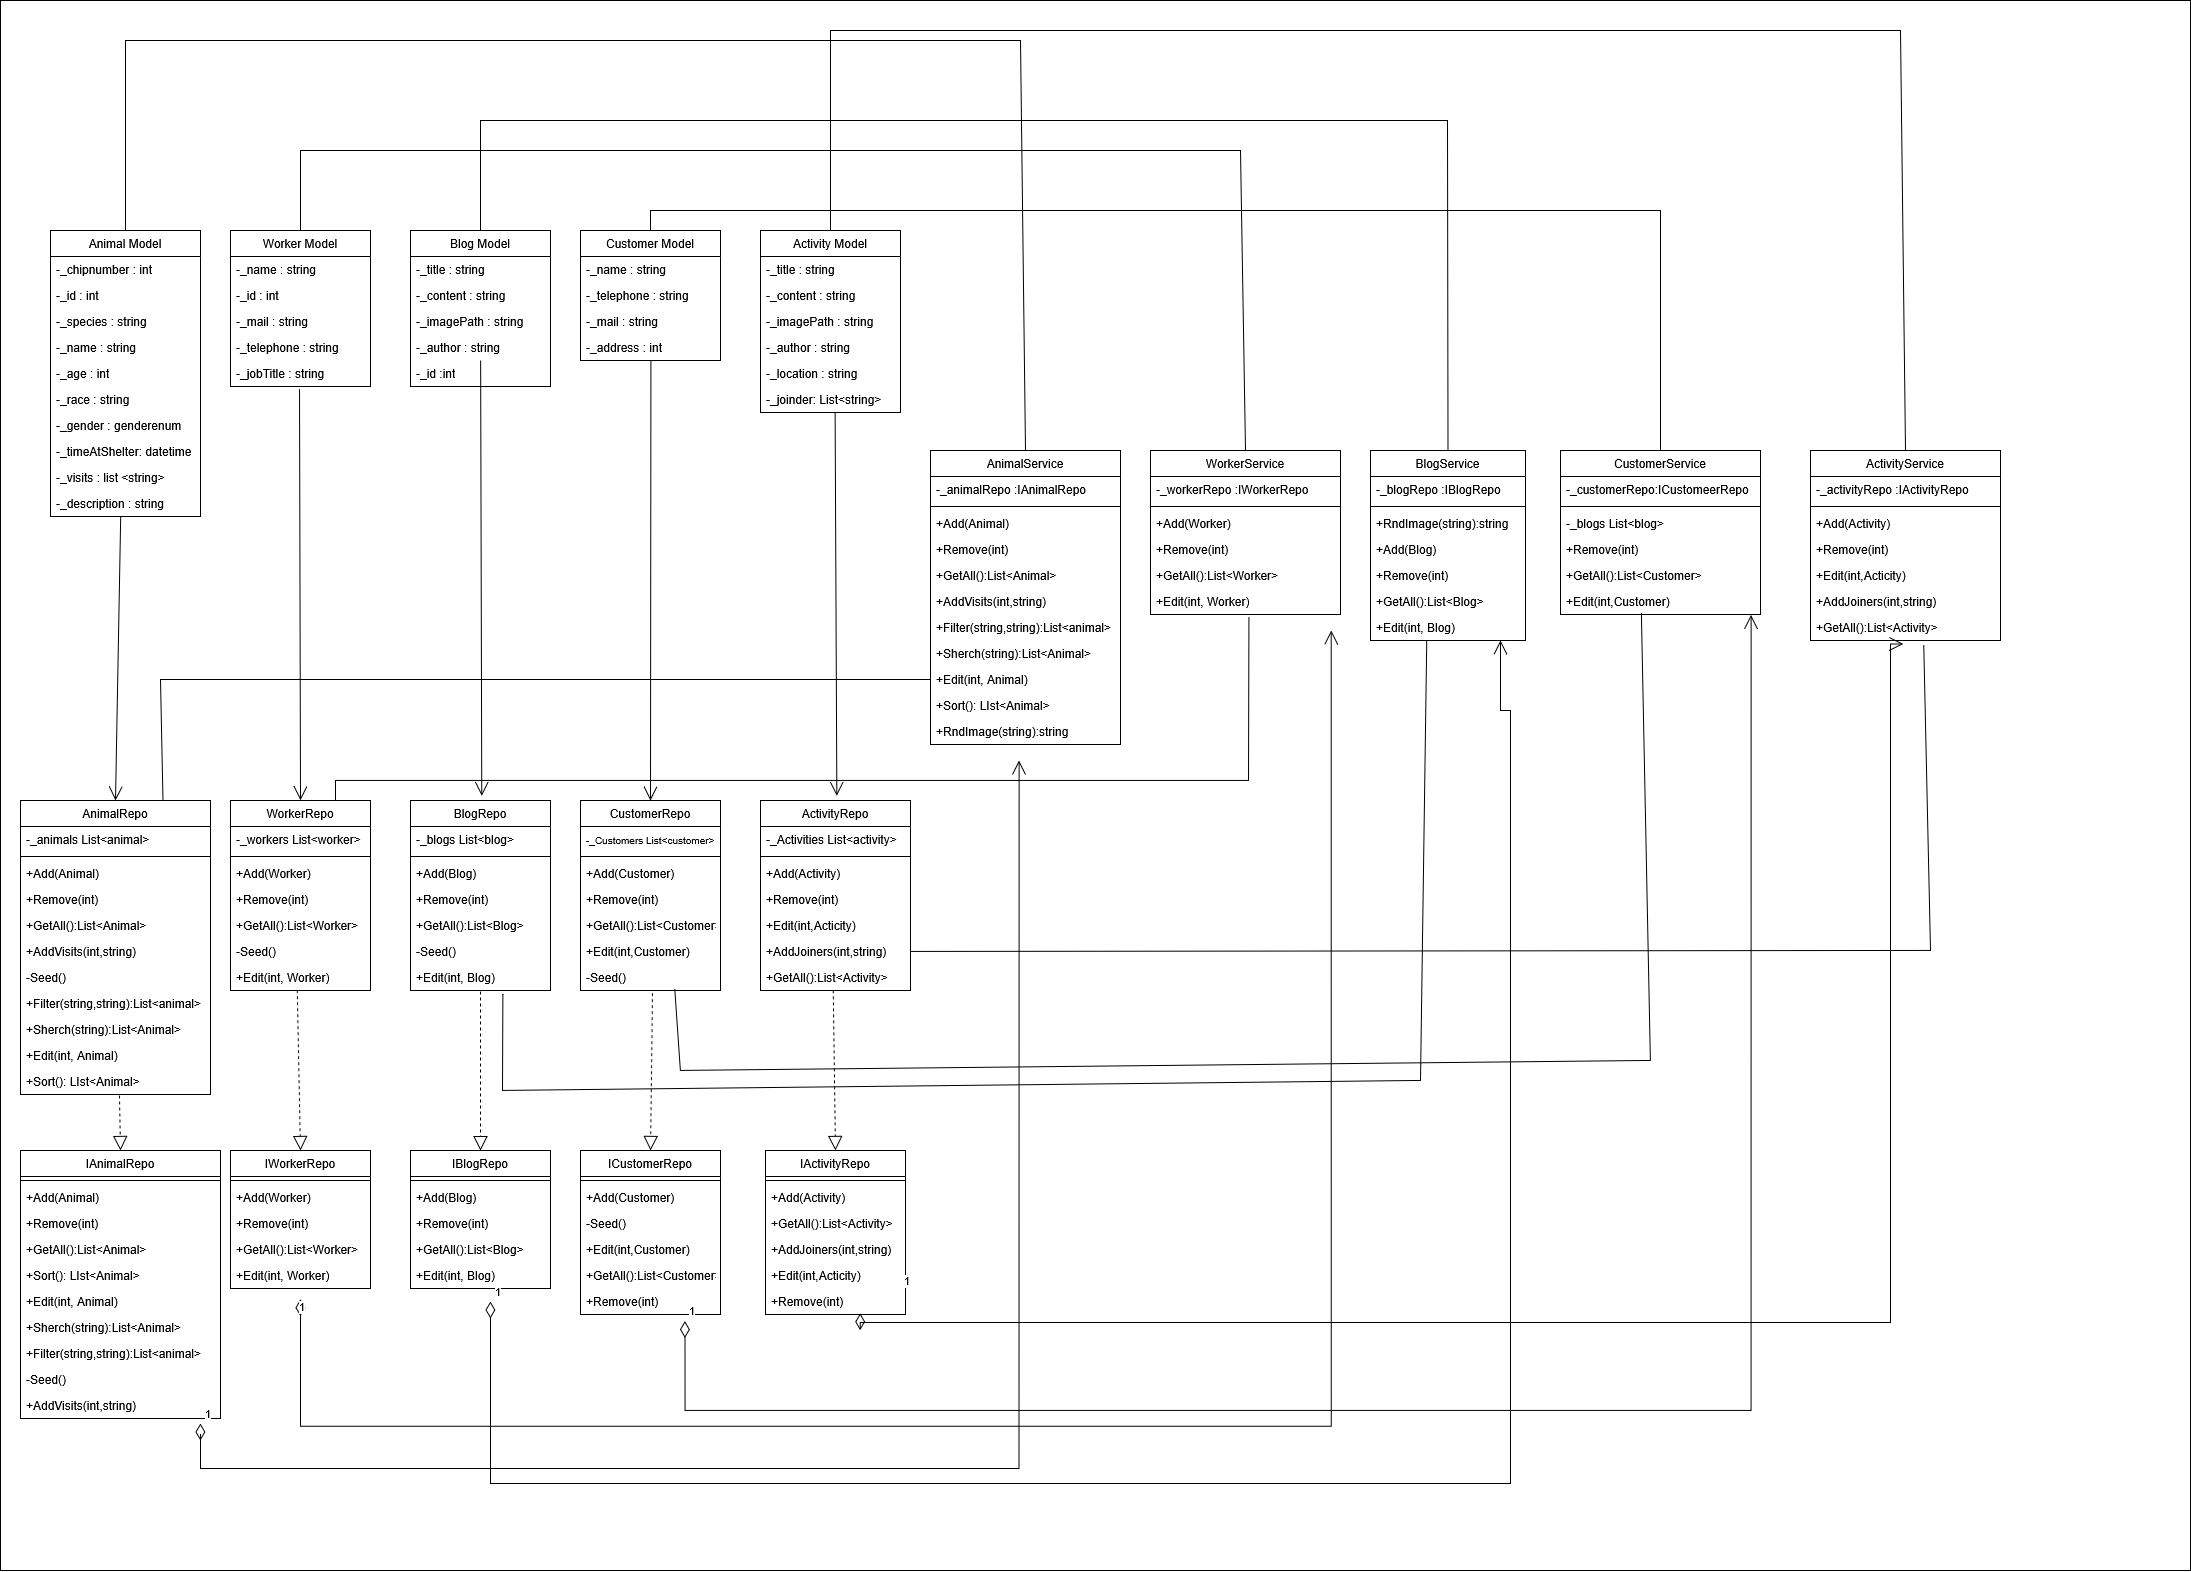 Animal Model
-_chipnumber : int
-_id : int
-_species : string
-_name : string
-_age : int
-_race : string
-_gender : genderenum
-_timeAtShelter: datetime
-_visits : list <string>
-_description : string
Worker Model
-_name : string
-_id : int
-_mail : string
-_telephone : string
-_jobTitle : string
Blog Model
-_title : string
-_content : string
-_imagePath : string
-_author : string
-_id :int
Customer Model
-_name : string
-_telephone : string
-_mail : string
-_address : int
Activity Model
-_title : string
-_content : string
-_imagePath : string
-_author : string
-_location : string
-_joinder: List<string>
AnimalService
-_animalRepo :IAnimalRepo
+Add(Animal)
+Remove(int)
+GetAll():List<Animal>
+AddVisits(int,string)
+Filter(string,string):List<animal>
+Sherch(string):List<Animal>
+Edit(int, Animal)
+Sort(): LIst<Animal>
+RndImage(string):string
WorkerService
-_workerRepo :IWorkerRepo
+Add(Worker)
+Remove(int)
+GetAll():List<Worker>
+Edit(int, Worker)
BlogService
-_blogRepo :IBlogRepo
+RndImage(string):string
+Add(Blog)
+Remove(int)
+GetAll():List<Blog>
+Edit(int, Blog)
CustomerService
-_customerRepo:ICustomeerRepo
-_blogs List<blog>
+Remove(int)
+GetAll():List<Customer>
+Edit(int,Customer)
ActivityService
-_activityRepo :IActivityRepo
+Add(Activity)
+Remove(int)
+Edit(int,Acticity)
+AddJoiners(int,string)
+GetAll():List<Activity>
AnimalRepo
-_animals List<animal>
+Add(Animal)
+Remove(int)
+GetAll():List<Animal>
+AddVisits(int,string)
-Seed()
+Filter(string,string):List<animal>
+Sherch(string):List<Animal>
+Edit(int, Animal)
+Sort(): LIst<Animal>
WorkerRepo
-_workers List<worker>
+Add(Worker)
+Remove(int)
+GetAll():List<Worker>
-Seed()
+Edit(int, Worker)
BlogRepo
-_blogs List<blog>
+Add(Blog)
+Remove(int)
+GetAll():List<Blog>
-Seed()
+Edit(int, Blog)
CustomerRepo
-_Customers List<customer>
+Add(Customer)
+Remove(int)
+GetAll():List<Customer
+Edit(int,Customer)
-Seed()
ActivityRepo
-_Activities List<activity>
+Add(Activity)
+Remove(int)
+Edit(int,Acticity)
+AddJoiners(int,string)
+GetAll():List<Activity>
IAnimalRepo
+Add(Animal)
+Remove(int)
+GetAll():List<Animal>
+Sort(): LIst<Animal>
+Edit(int, Animal)
+Sherch(string):List<Animal>
+Filter(string,string):List<animal>
-Seed()
+AddVisits(int,string)
1
IWorkerRepo
+Add(Worker)
+Remove(int)
+GetAll():List<Worker>
+Edit(int, Worker)
1
IBlogRepo
+Add(Blog)
+Remove(int)
+GetAll():List<Blog>
+Edit(int, Blog)
1
ICustomerRepo
+Add(Customer)
-Seed()
+Edit(int,Customer)
+GetAll():List<Customer
+Remove(int)
1
IActivityRepo
+Add(Activity)
+GetAll():List<Activity>
+AddJoiners(int,string)
+Edit(int,Acticity)
1
+Remove(int)